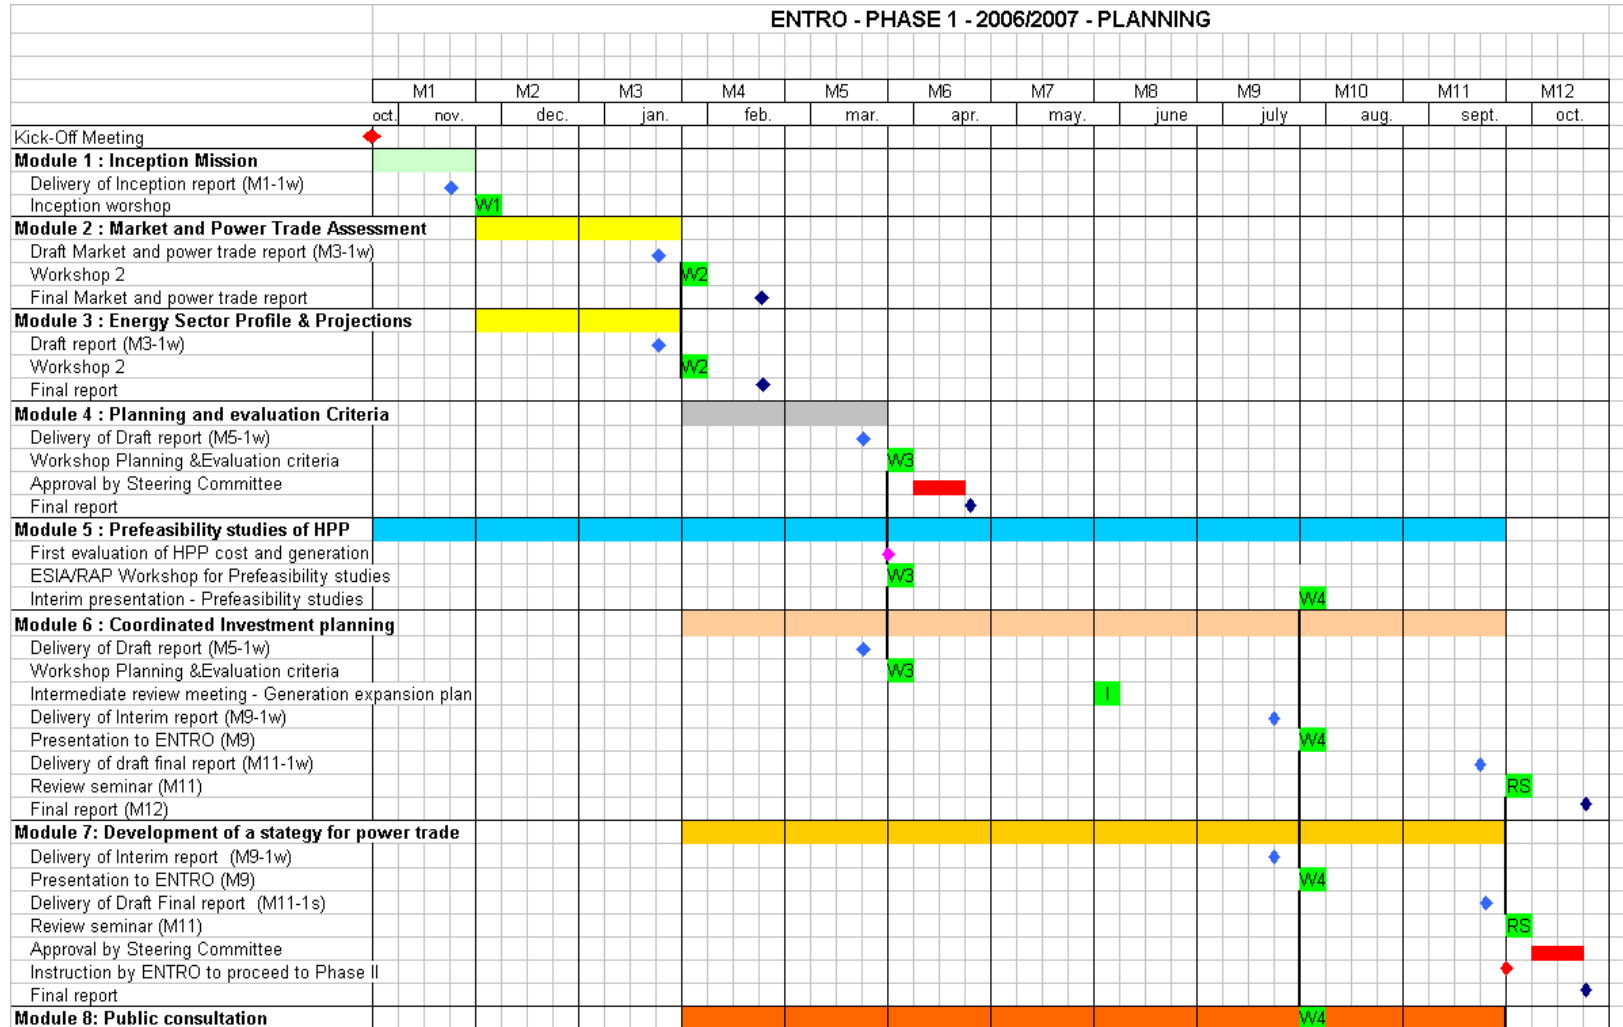 ENTRO - PHASE 1 - 2006/2007 - PLANNING
M1 M2 M3 M4 M5 M6 M7 M8 M9 M10 M11 M12
oct. nov. dec. jan. feb. mar. apr. may. june july aug. sept. oct.
Kick-Off Meeting
Module 1 : Inception Mission
Delivery of Inception report (M1-1w)
Inception worshop W1
Module 2 : Market and Power Trade Assessment
Draft Market and power trade report (M3-1w)
Workshop 2 W2
Final Market and power trade report
Module 3 : Energy Sector Profile & Projections
Draft report (M3-1w)
Workshop 2 W2
Final report
Module 4 : Planning and evaluation Criteria
Delivery of Draft report (M5-1w)
Workshop Planning &Evaluation criteria W3
Approval by Steering Committee
Final report
Module 5 : Prefeasibility studies of HPP
First evaluation of HPP cost and generation
ESIA/RAP Workshop for Prefeasibility studies W3
Interim presentation - Prefeasibility studies W4
Module 6 : Coordinated Investment planning
Delivery of Draft report (M5-1w)
Workshop Planning &Evaluation criteria W3
Intermediate review meeting - Generation expansion plan I
Delivery of Interim report (M9-1w)
Presentation to ENTRO (M9) W4
Delivery of draft final report (M11-1w)
Review seminar (M11) RS
Final report (M12)
Module 7: Development of a stategy for power trade
Delivery of Interim report (M9-1w)
Presentation to ENTRO (M9) W4
Delivery of Draft Final report (M11-1s)
Review seminar (M11) RS
Approval by Steering Committee
Instruction by ENTRO to proceed to Phase II
Final report
Module 8: Public consultation W4